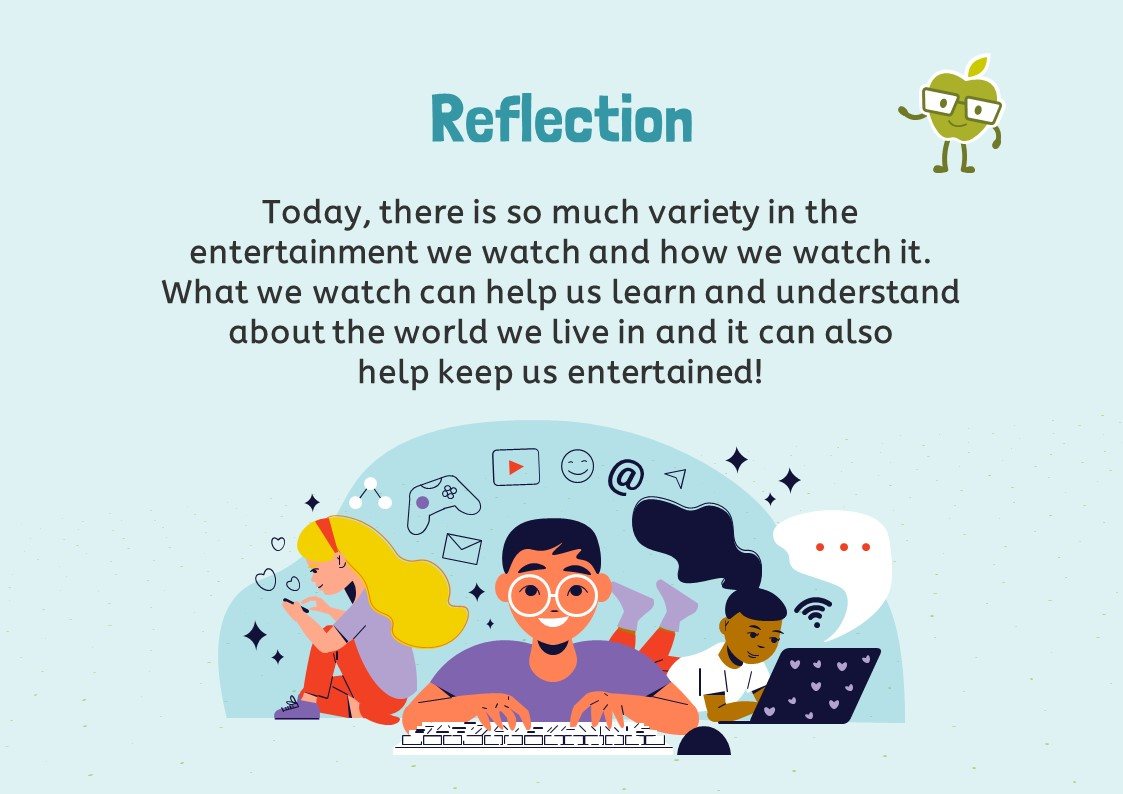 Reflection
Today, there is so much variety in the
entertainment we watch and how we watch it.
What we watch can help us learn and understand
about the world we live in and it can also
help keep us entertained!
@